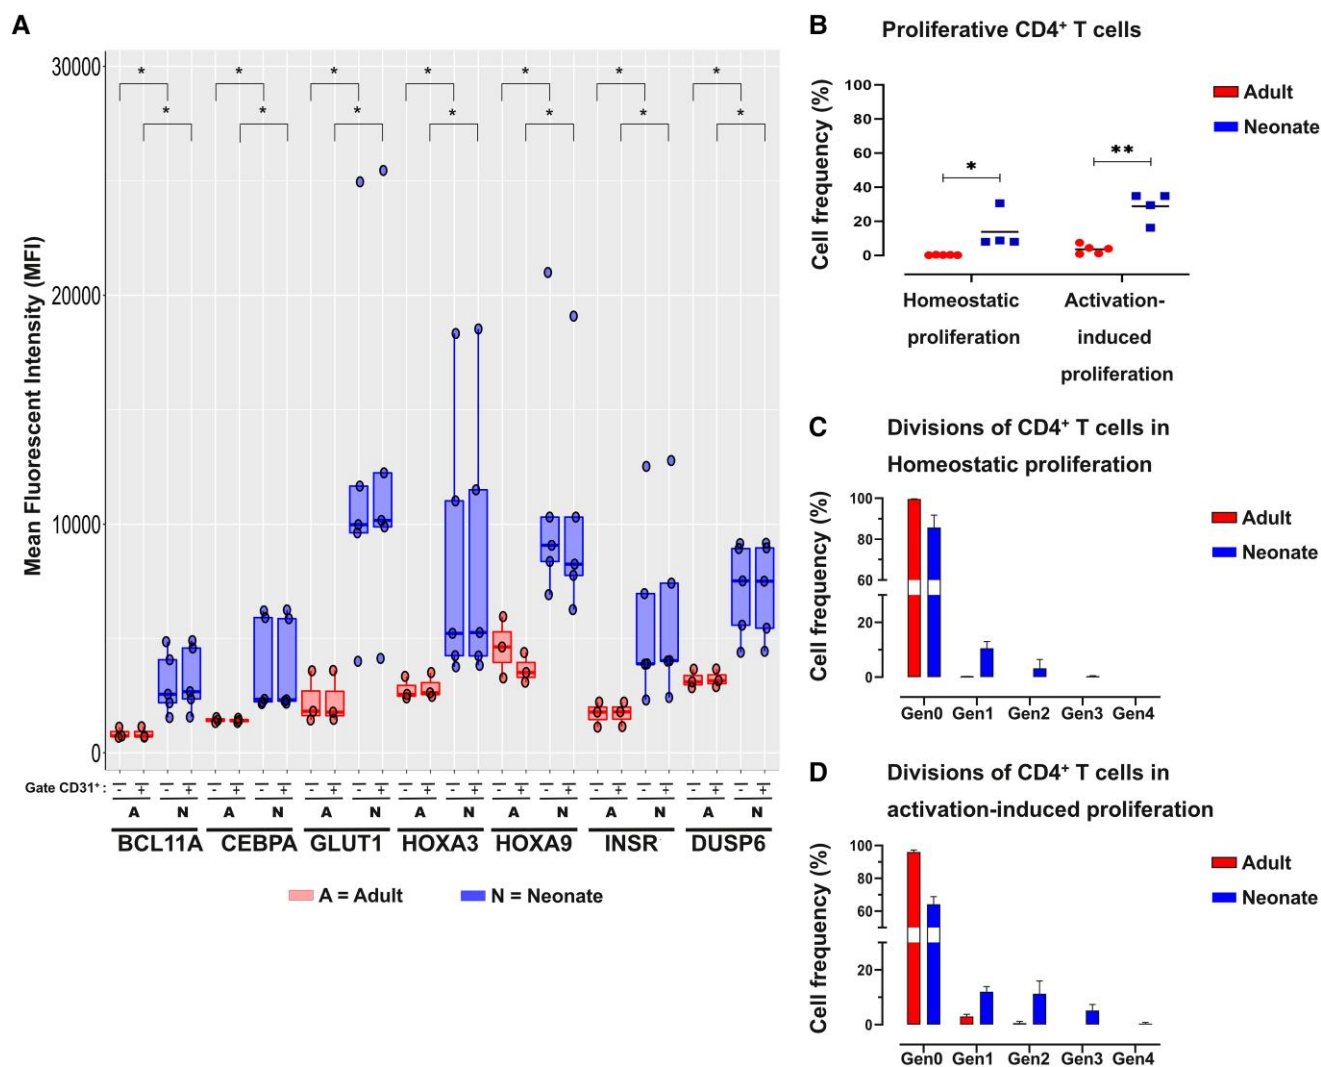 A
30000
20000
10000
0
Mean Fluorescent Intensity (MFI)
* * * * * * *
* * * * * * *
Gate CD31⁺ : - + - + - + - + - + - + - + - + - + - + - + - + - + - +
A N A N A N A N A N A N A N
BCL11A CEBPA GLUT1 HOXA3 HOXA9 INSR DUSP6
A = Adult N = Neonate
B Proliferative CD4⁺ T cells
Cell frequency (%)
100
80
60
40
20
0
* **
Adult
Neonate
Homeostatic
proliferation
Activation-
induced
proliferation
C Divisions of CD4⁺ T cells in
Homeostatic proliferation
Cell frequency (%)
Cell frequency (%)
100
80
60
20
0
Adult
Neonate
Gen0 Gen1 Gen2 Gen3 Gen4
D Divisions of CD4⁺ T cells in
activation-induced proliferation
Cell frequency (%)
Cell frequency (%)
100
80
60
20
0
Adult
Neonate
Gen0 Gen1 Gen2 Gen3 Gen4